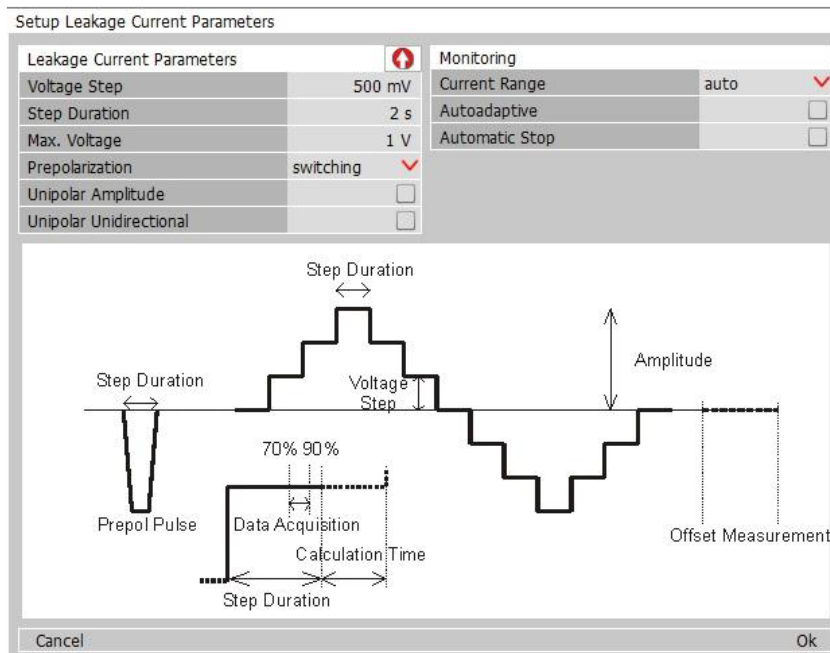 Setup Leakage Current Parameters
Leakage Current Parameters
Voltage Step 500 mV
Step Duration 2 s
Max. Voltage 1 V
Prepolarization switching
Unipolar Amplitude
Unipolar Unidirectional
Monitoring
Current Range auto
Autoadaptive
Automatic Stop
Step Duration
Amplitude
Step Duration
Voltage
Step
70% 90%
Prepol Pulse
Data Acquisition
Offset Measurement
Calculation Time
Step Duration
Cancel Ok